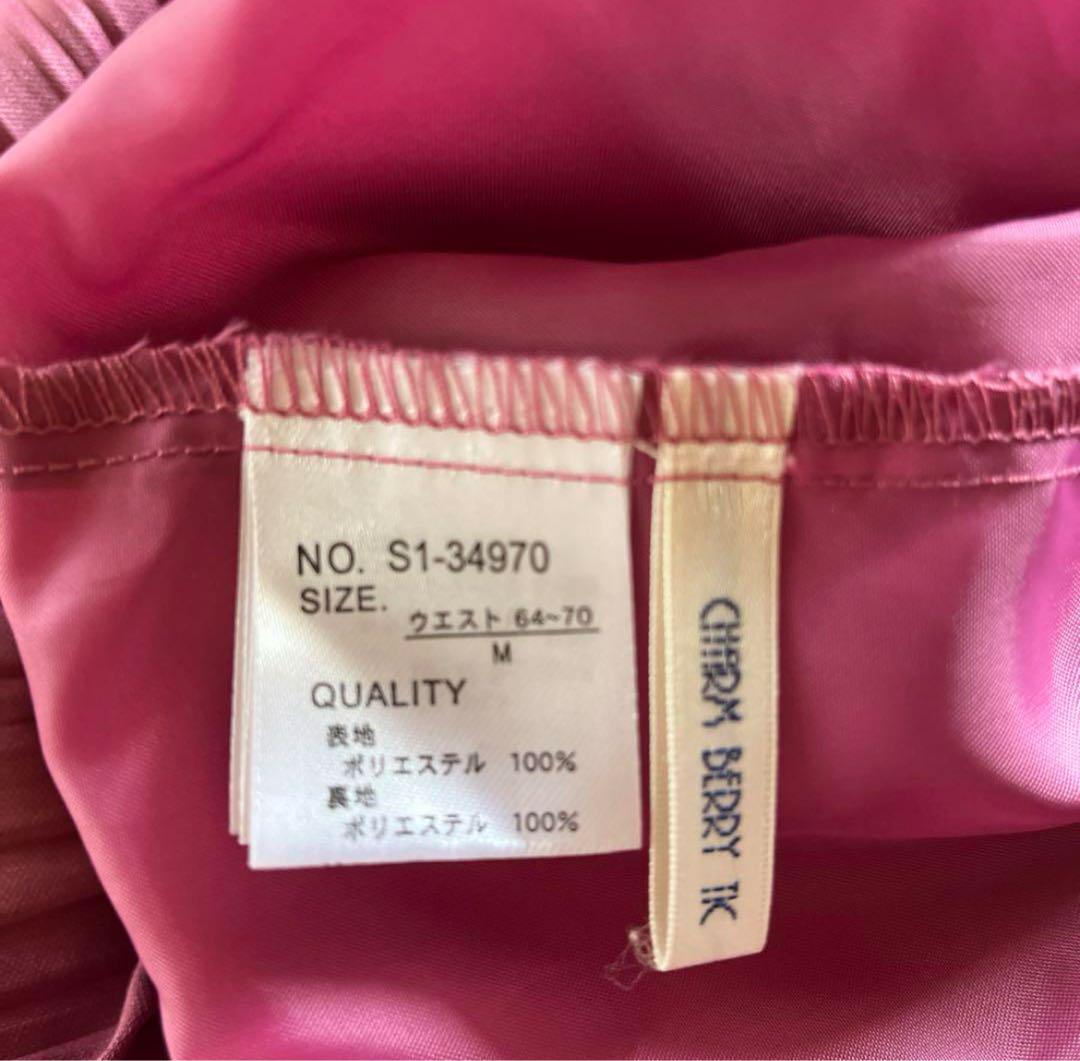 NO. S1-34970
SIZE.
ウエスト 64~70
M
QUALITY
表地
ポリエステル 100%
裏地
ポリエステル 100%
CHARM BERRY TK